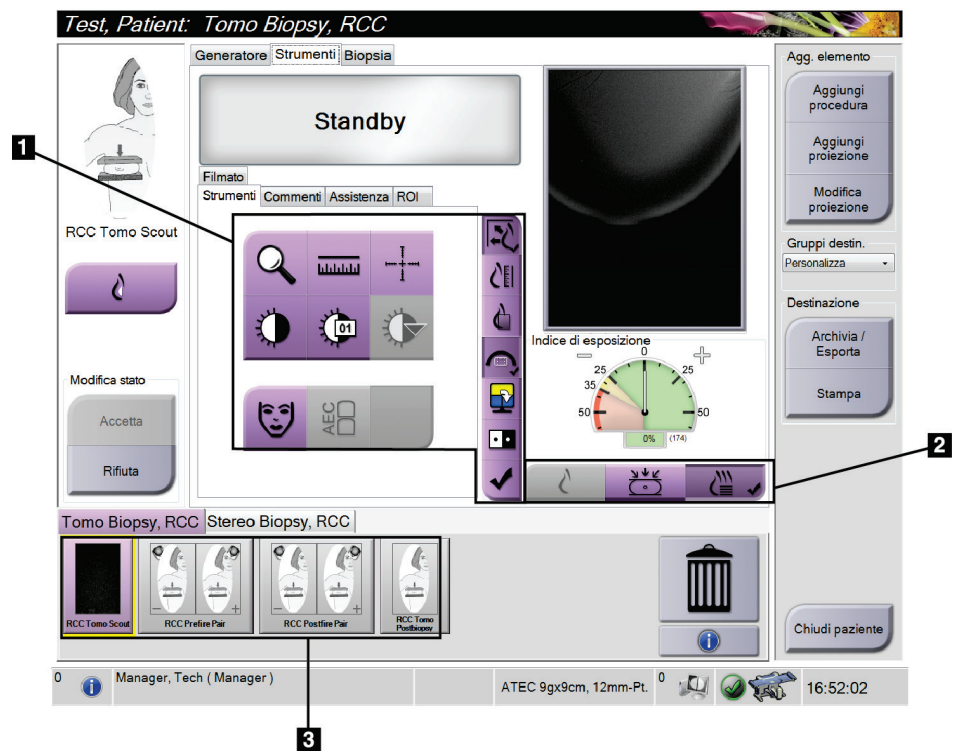 Test, Patient: Tomo Biopsy, RCC
Generatore Strumenti Biopsia
Standby
Filmato
Strumenti Commenti Assistenza ROI
1
RCC Tomo Scout
01
AEC
Modifica stato
Accetta
Rifiuta
Indice di esposizione
0
25 25
35
50 50
0% (174)
2
Agg. elemento
Aggiungi
procedura
Aggiungi
proiezione
Modifica
proiezione
Gruppi destin.
Personalizza
Destinazione
Archivia /
Esporta
Stampa
Tomo Biopsy, RCC Stereo Biopsy, RCC
RCC Tomo Scout
RCC Prefire Pair
RCC Postfire Pair
RCC Tomo
Postbiopsy
Chiudi paziente
0 Manager, Tech ( Manager ) ATEC 9gx9cm, 12mm-Pt. 0 16:52:02
3